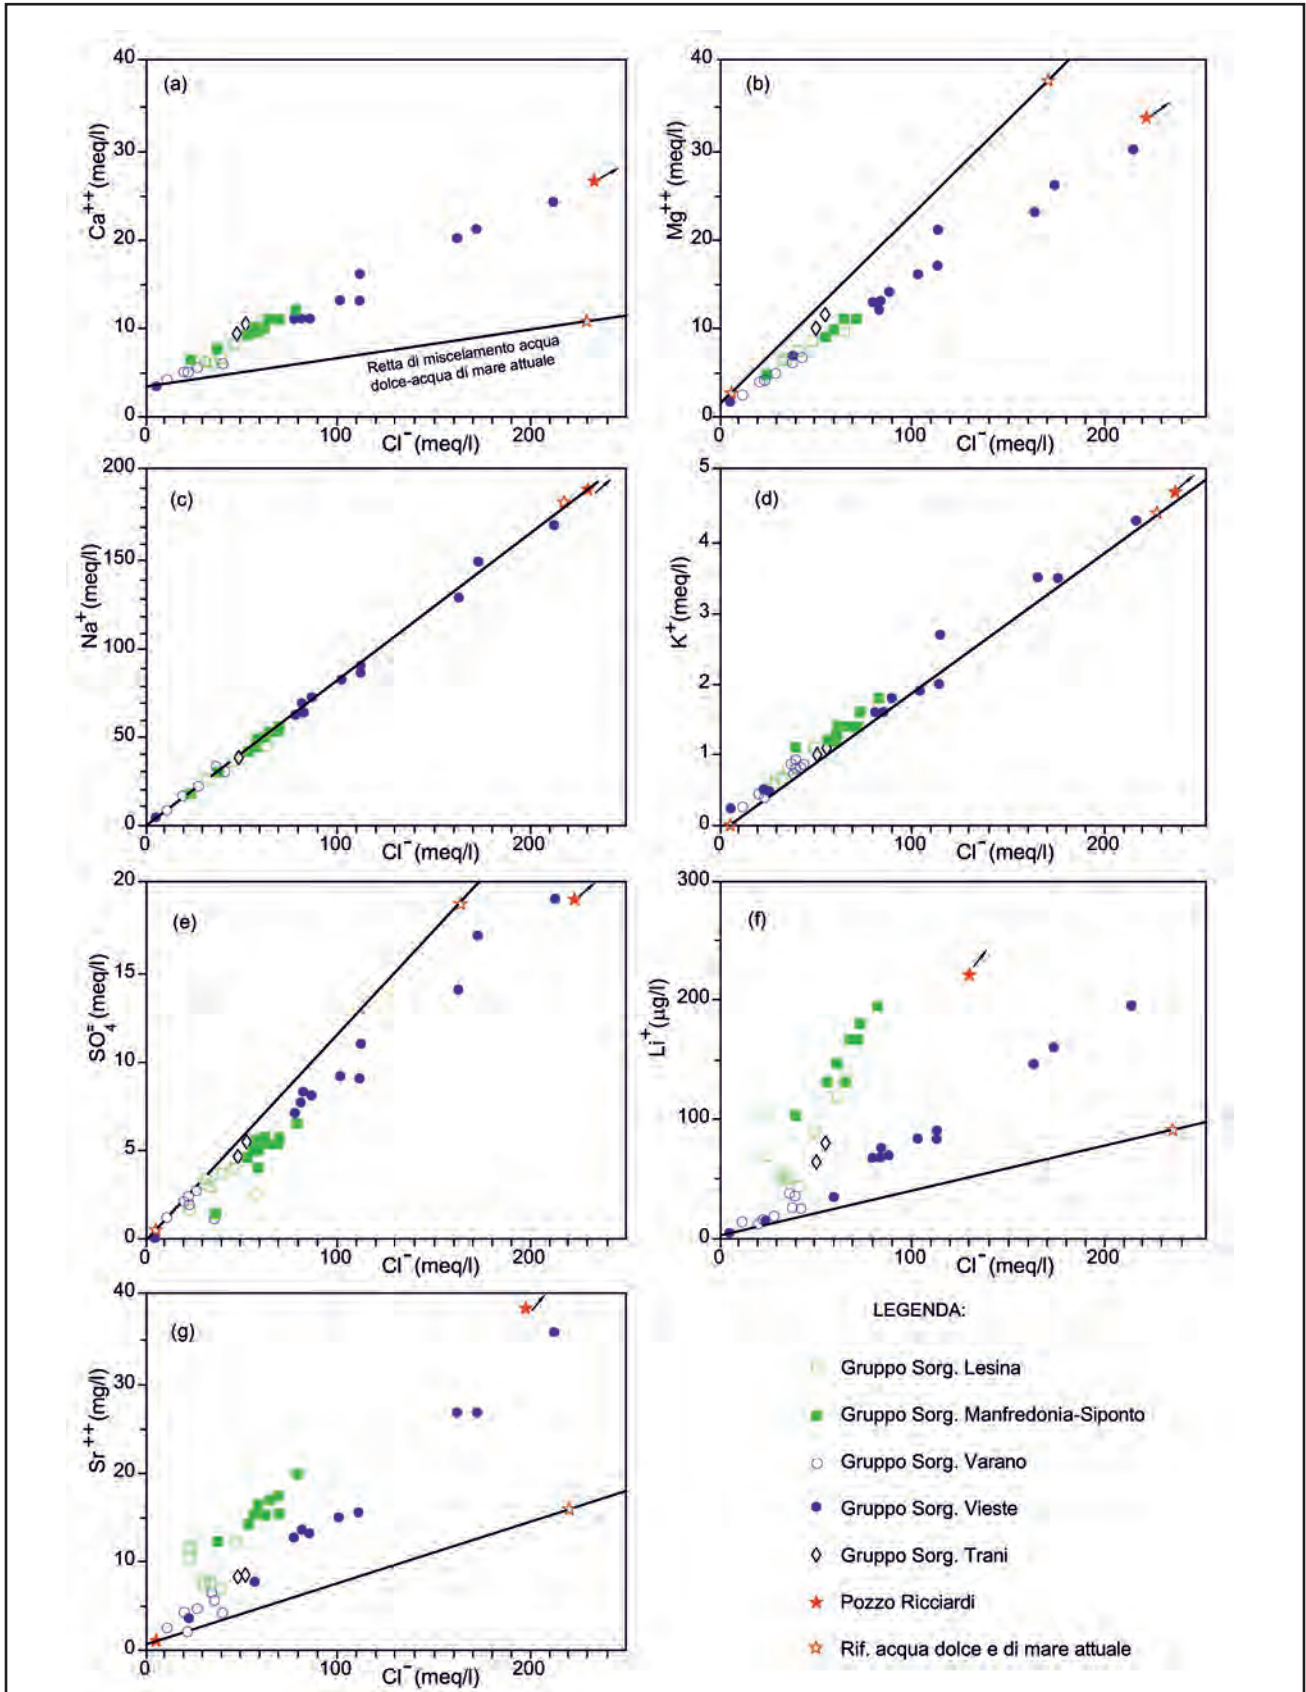 (a)
40
30
20
10
0
Ca++ (meq/l)
Retta di miscelamento acqua
dolce-acqua di mare attuale
0 100 200
Cl- (meq/l)
(b)
40
30
20
10
0
Mg++ (meq/l)
0 100 200
Cl- (meq/l)
(c)
200
150
100
50
0
Na+ (meq/l)
0 100 200
Cl- (meq/l)
(d)
5
4
3
2
1
0
K+ (meq/l)
0 100 200
Cl- (meq/l)
(e)
20
15
10
5
0
SO4= (meq/l)
0 100 200
Cl- (meq/l)
(f)
300
200
100
0
Li+ (µg/l)
0 100 200
Cl- (meq/l)
(g)
40
30
20
10
0
Sr++ (mg/l)
0 100 200
Cl- (meq/l)
LEGENDA:
Gruppo Sorg. Lesina
Gruppo Sorg. Manfredonia-Siponto
Gruppo Sorg. Varano
Gruppo Sorg. Vieste
Gruppo Sorg. Trani
Pozzo Ricciardi
Rif. acqua dolce e di mare attuale